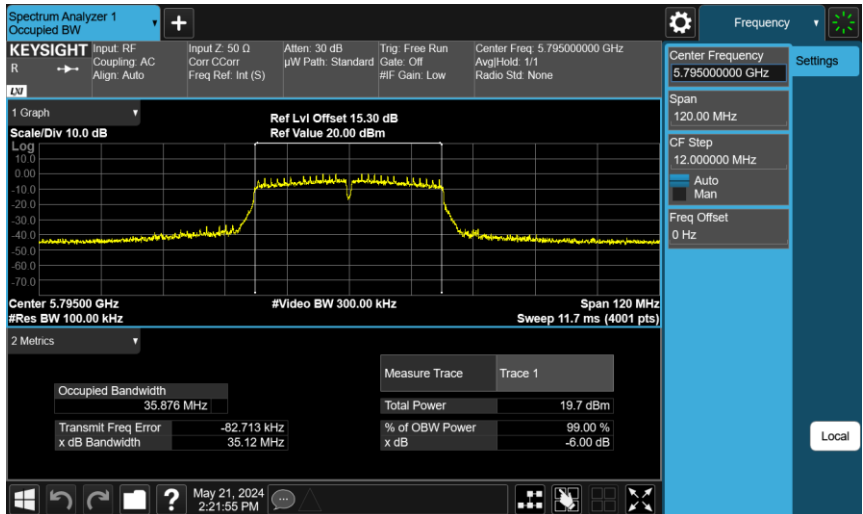 Spectrum Analyzer 1
Occupied BW
+
Frequency
KEYSIGHT
R
LXI
Input: RF
Coupling: AC
Align: Auto
Input Z: 50 Ω
Corr CCorr
Freq Ref: Int (S)
Atten: 30 dB
µW Path: Standard
Trig: Free Run
Gate: Off
#IF Gain: Low
Center Freq: 5.795000000 GHz
Avg|Hold: 1/1
Radio Std: None
Center Frequency
5.795000000 GHz
Settings
Span
120.00 MHz
CF Step
12.000000 MHz
Auto
Man
Freq Offset
0 Hz
Local
1 Graph
Scale/Div 10.0 dB
Ref Lvl Offset 15.30 dB
Ref Value 20.00 dBm
Log
10.0
0.00
-10.0
-20.0
-30.0
-40.0
-50.0
-60.0
-70.0
Center 5.79500 GHz
#Res BW 100.00 kHz
#Video BW 300.00 kHz
Span 120 MHz
Sweep 11.7 ms (4001 pts)
2 Metrics
Measure Trace Trace 1
Occupied Bandwidth
35.876 MHz
Total Power 19.7 dBm
Transmit Freq Error -82.713 kHz
% of OBW Power 99.00 %
x dB Bandwidth 35.12 MHz
x dB -6.00 dB
?
May 21, 2024
2:21:55 PM